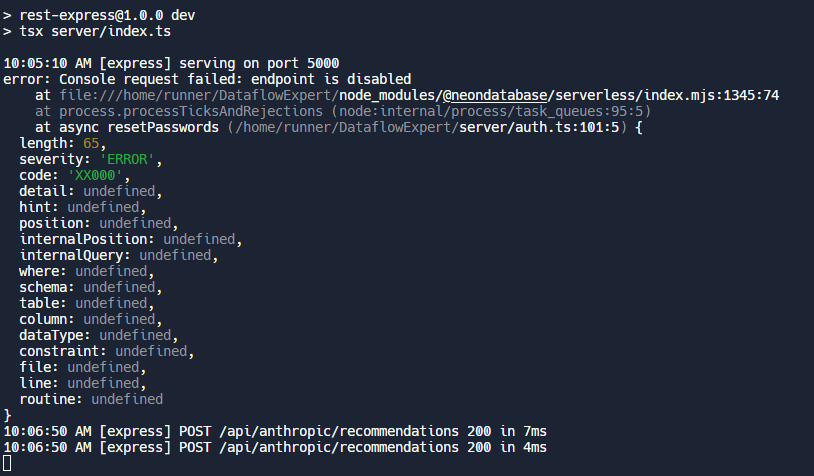 > rest-express@1.0.0 dev
> tsx server/index.ts
10:05:10 AM [express] serving on port 5000
error: Console request failed: endpoint is disabled
at file:///home/runner/DataflowExpert/node_modules/@neondatabase/serverless/index.mjs:1345:74
at process.processTicksAndRejections (node:internal/process/task_queues:95:5)
at async resetPasswords (/home/runner/DataflowExpert/server/auth.ts:101:5) {
length: 65,
severity: 'ERROR',
code: 'XX000',
detail: undefined,
hint: undefined,
position: undefined,
internalPosition: undefined,
internalQuery: undefined,
where: undefined,
schema: undefined,
table: undefined,
column: undefined,
dataType: undefined,
constraint: undefined,
file: undefined,
line: undefined,
routine: undefined
}
10:06:50 AM [express] POST /api/anthropic/recommendations 200 in 7ms
10:06:50 AM [express] POST /api/anthropic/recommendations 200 in 4ms